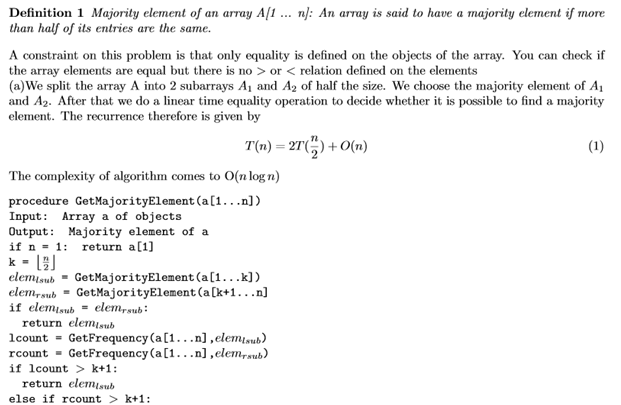 Definition 1 Majority element of an array A[1 ... n]: An array is said to have a majority element if more
than half of its entries are the same.
A constraint on this problem is that only equality is defined on the objects of the array. You can check if
the array elements are equal but there is no > or < relation defined on the elements
(a)We split the array A into 2 subarrays A₁ and A₂ of half the size. We choose the majority element of A₁
and A₂. After that we do a linear time equality operation to decide whether it is possible to find a majority
element. The recurrence therefore is given by
T(n) = 2T(n/2) + O(n) (1)
The complexity of algorithm comes to O(n log n)
procedure GetMajorityElement(a[1...n])
Input: Array a of objects
Output: Majority element of a
if n = 1: return a[1]
k = ⌊n/2⌋
elem_lsub = GetMajorityElement(a[1...k])
elem_rsub = GetMajorityElement(a[k+1...n]
if elem_lsub = elem_rsub:
return elem_lsub
lcount = GetFrequency(a[1...n],elem_lsub)
rcount = GetFrequency(a[1...n],elem_rsub)
if lcount > k+1:
return elem_lsub
else if rcount > k+1: